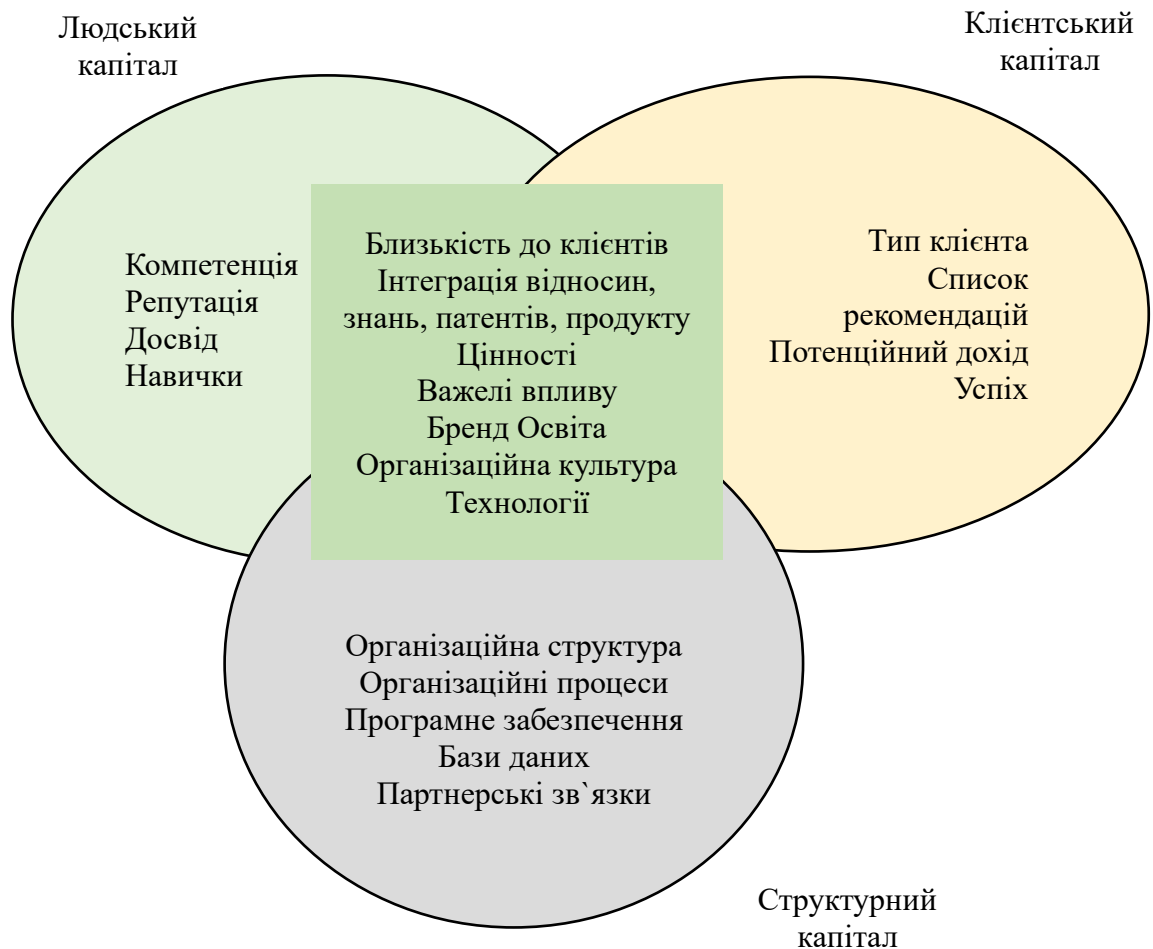 Людський
капітал
Клієнтський
капітал
Компетенція
Репутація
Досвід
Навички
Близькість до клієнтів
Інтеграція відносин,
знань, патентів, продукту
Цінності
Важелі впливу
Бренд Освіта
Організаційна культура
Технології
Тип клієнта
Список
рекомендацій
Потенційний дохід
Успіх
Організаційна структура
Організаційні процеси
Програмне забезпечення
Бази даних
Партнерські зв`язки
Структурний
капітал